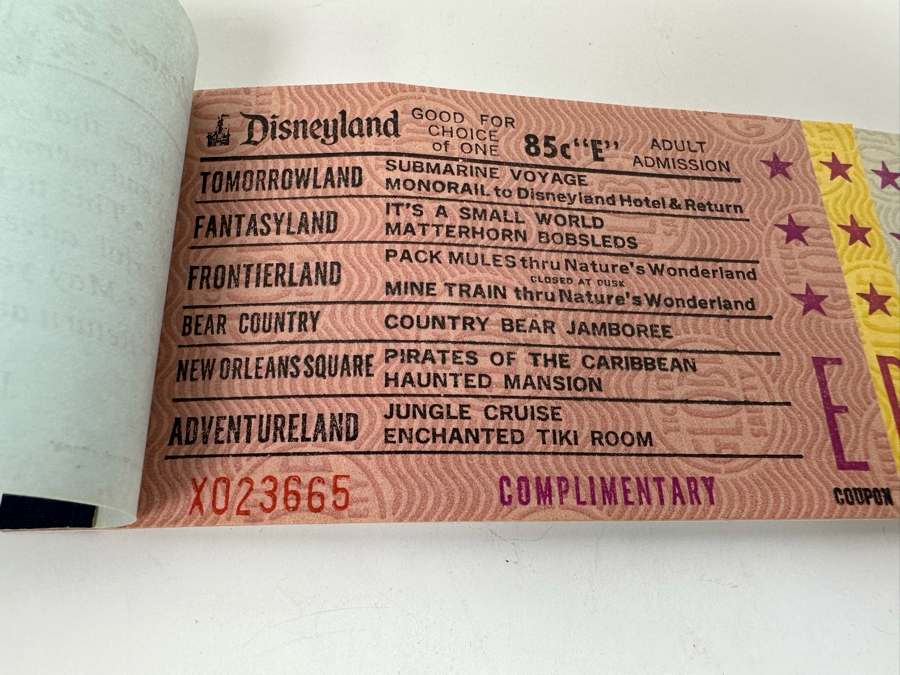 Disneyland GOOD FOR CHOICE of ONE 85c "E" ADULT ADMISSION
TOMORROWLAND SUBMARINE VOYAGE
MONORAIL to Disneyland Hotel & Return
FANTASYLAND IT'S A SMALL WORLD
MATTERHORN BOBSLEDS
FRONTIERLAND PACK MULES thru Nature's Wonderland
CLOSED AT DUSK
MINE TRAIN thru Nature's Wonderland
BEAR COUNTRY COUNTRY BEAR JAMBOREE
NEW ORLEANS SQUARE PIRATES OF THE CARIBBEAN
HAUNTED MANSION
ADVENTURELAND JUNGLE CRUISE
ENCHANTED TIKI ROOM
X023665 COMPLIMENTARY
E
COUPON